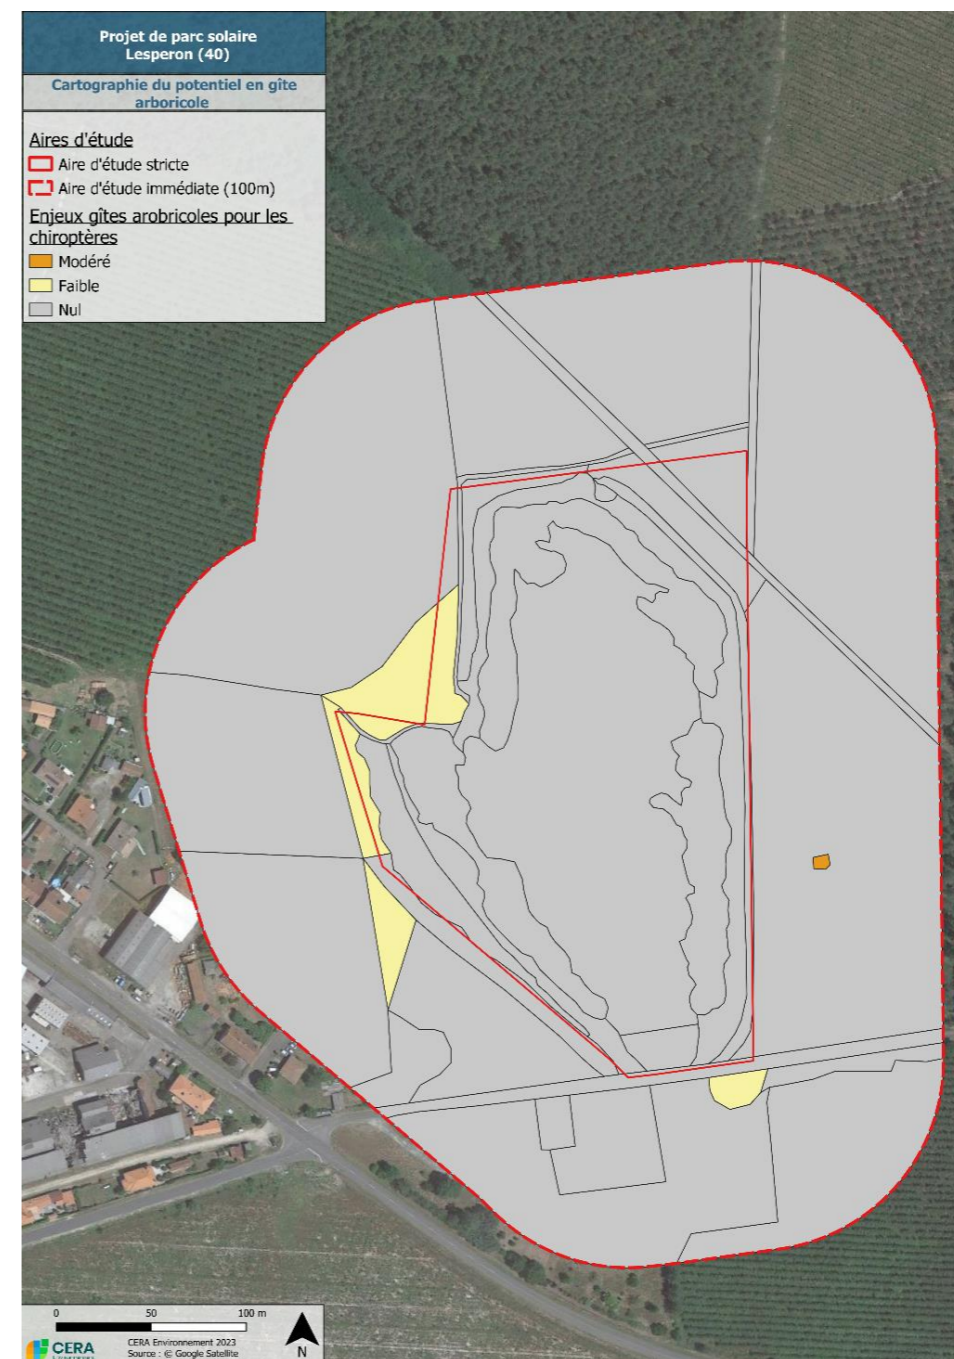 Projet de parc solaire
Lesperon (40)
Cartographie du potentiel en gîte
arboricole
Aires d'étude
Aire d'étude stricte
Aire d'étude immédiate (100m)
Enjeux gîtes arobricoles pour les
chiroptères
Modéré
Faible
Nul
0 50 100 m
CERA
CERA Environnement 2023
Source : © Google Satellite
N